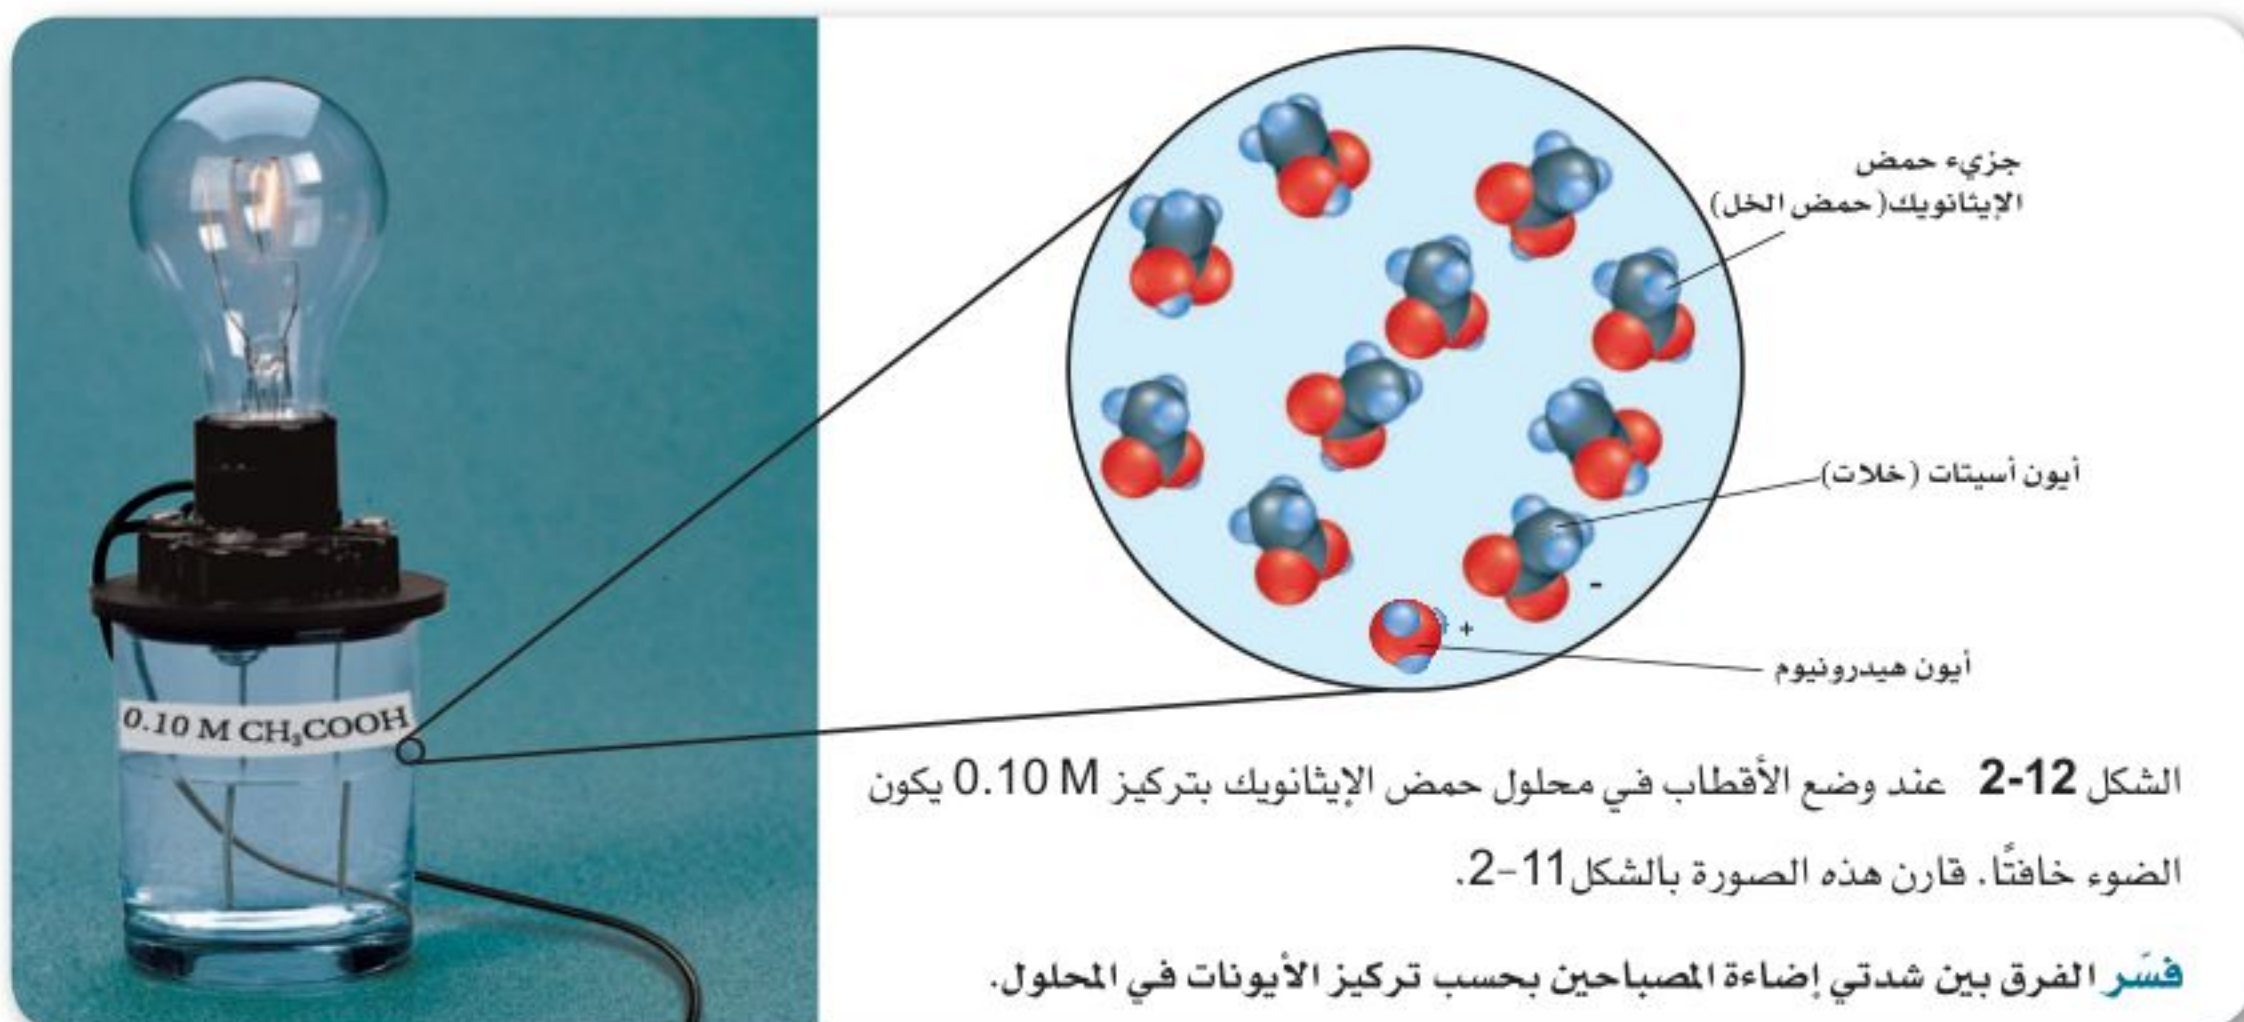 0.10 M CH₃COOH
جزيء حمض
الإيثانويك (حمض الخل)
أيون أسيتات (خلات)
-
+
أيون هيدرونيوم
الشكل 12-2 عند وضع الأقطاب في محلول حمض الإيثانويك بتركيز 0.10 M يكون
الضوء خافتًا. قارن هذه الصورة بالشكل 11-2.
فسّر الفرق بين شدتي إضاءة المصباحين بحسب تركيز الأيونات في المحلول.